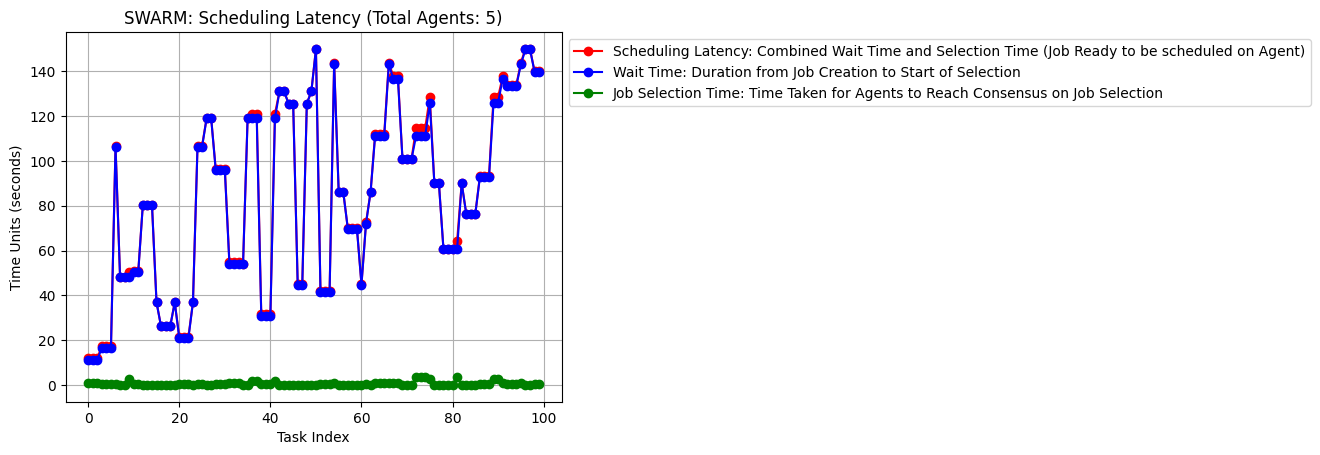 SWARM: Scheduling Latency (Total Agents: 5)
Scheduling Latency: Combined Wait Time and Selection Time (Job Ready to be scheduled on Agent)
Wait Time: Duration from Job Creation to Start of Selection
Job Selection Time: Time Taken for Agents to Reach Consensus on Job Selection
Time Units (seconds)
140
120
100
80
60
40
20
0
0 20 40 60 80 100
Task Index